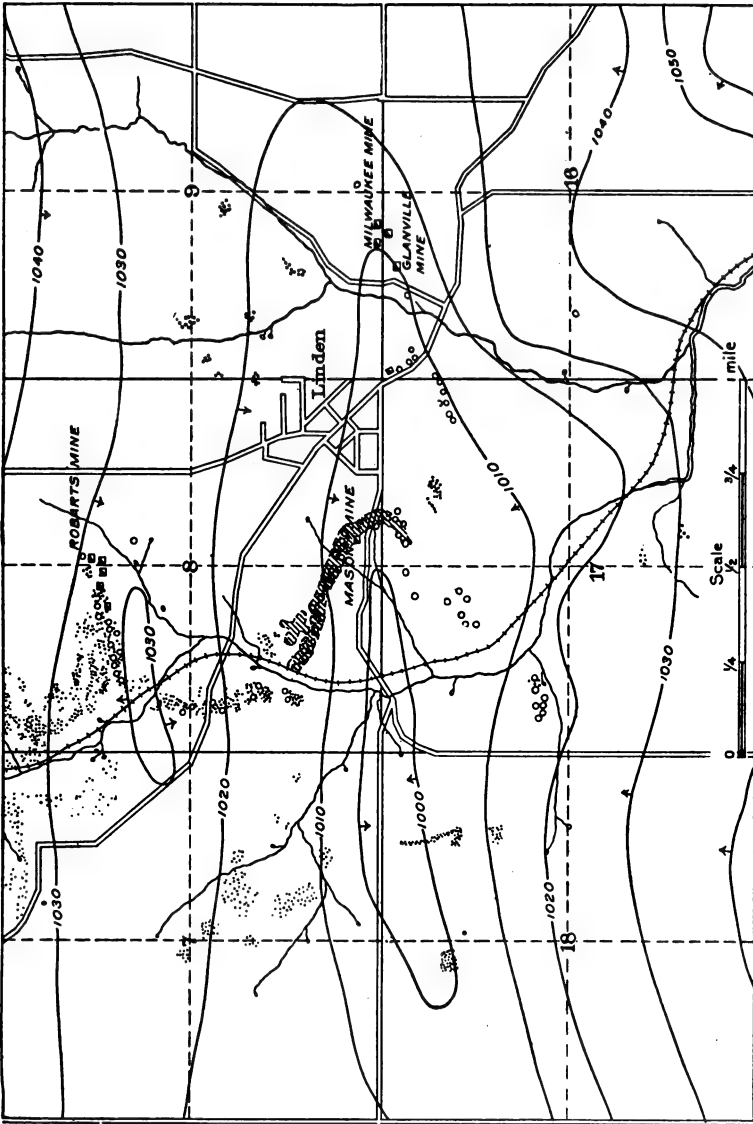 1050
1040
1040
1030
9
16
MILWAUKEE MINE
GLANVILLE
MINE
Linden
ROBARTS MINE
8
MASON MINE
1010
17
1030
1030
1020
1010
1000
1020
1030
7
18
Scale
0
1/4
1/2
3/4
1 mile